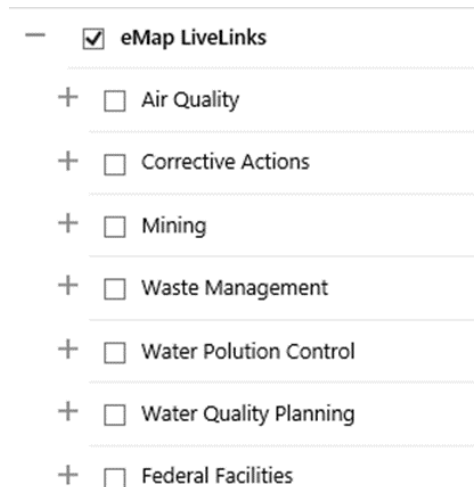 eMap LiveLinks
Air Quality
Corrective Actions
Mining
Waste Management
Water Polution Control
Water Quality Planning
Federal Facilities